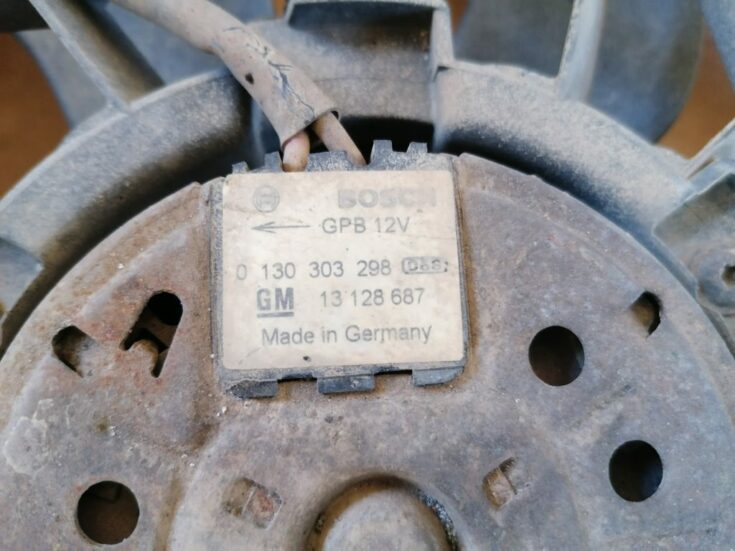 BOSCH
GPB 12V
0 130 303 298
GM 13 128 687
Made in Germany